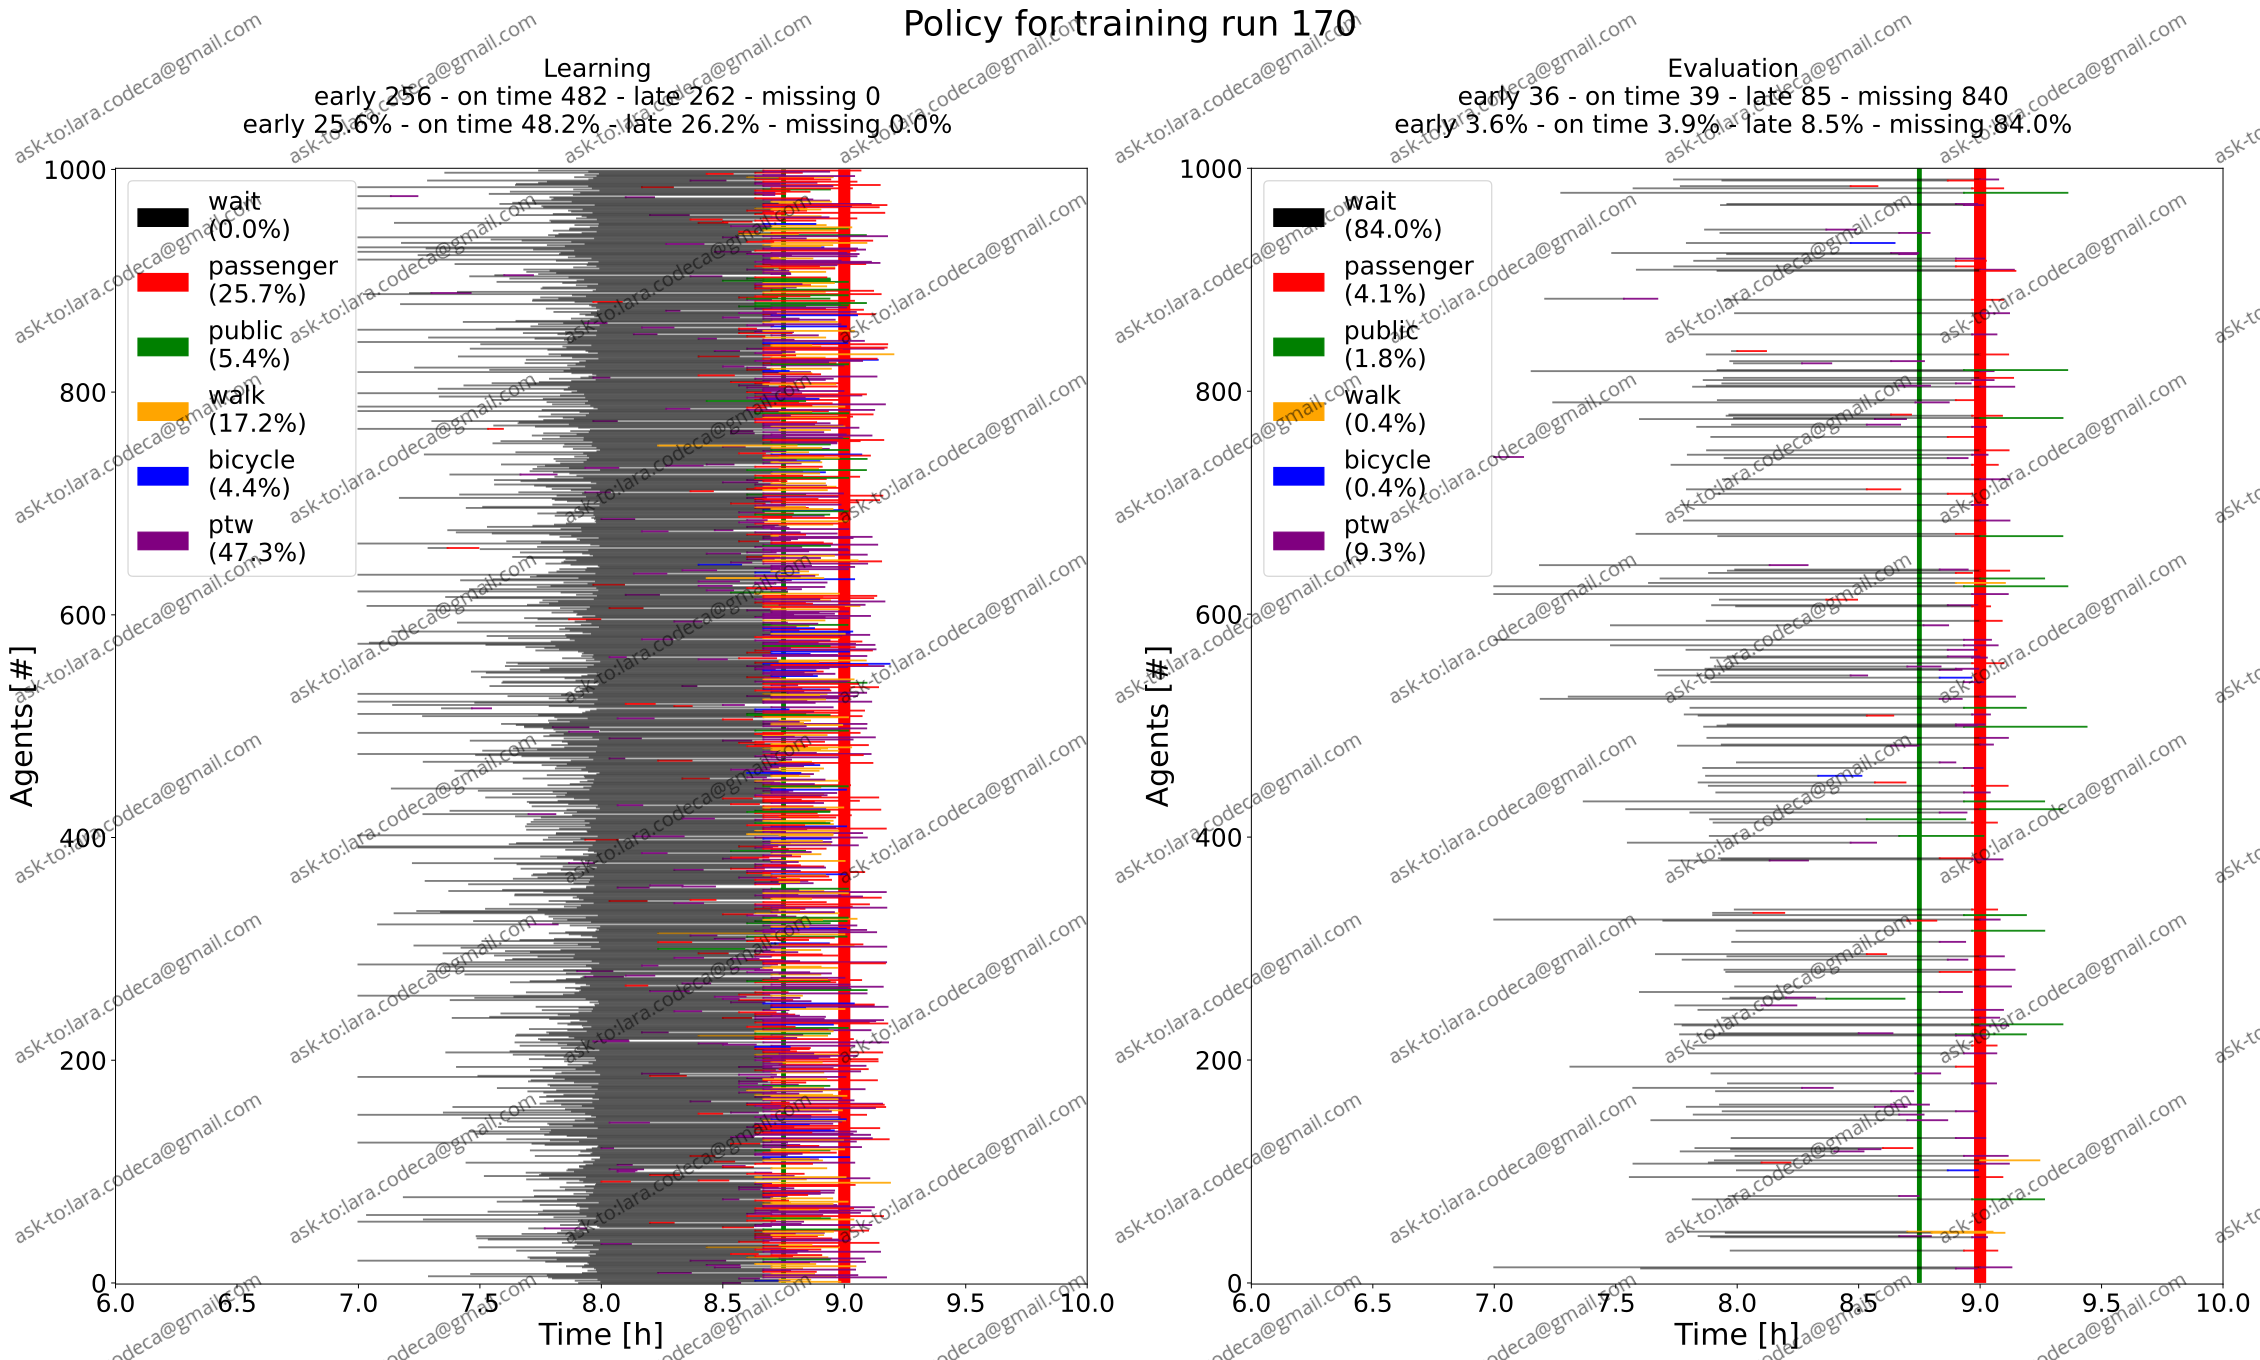 Policy for training run 170
Learning
early 256 - on time 482 - late 262 - missing 0
early 25.6% - on time 48.2% - late 26.2% - missing 0.0%
1000
800
600
400
200
0
Agents [#]
wait
(0.0%)
passenger
(25.7%)
public
(5.4%)
walk
(17.2%)
bicycle
(4.4%)
ptw
(47.3%)
6.0 6.5 7.0 7.5 8.0 8.5 9.0 9.5 10.0
Time [h]
Evaluation
early 36 - on time 39 - late 85 - missing 840
early 3.6% - on time 3.9% - late 8.5% - missing 84.0%
1000
800
600
400
200
0
Agents [#]
wait
(84.0%)
passenger
(4.1%)
public
(1.8%)
walk
(0.4%)
bicycle
(0.4%)
ptw
(9.3%)
6.0 6.5 7.0 7.5 8.0 8.5 9.0 9.5 10.0
Time [h]
ask-to:lara.codeca@gmail.com